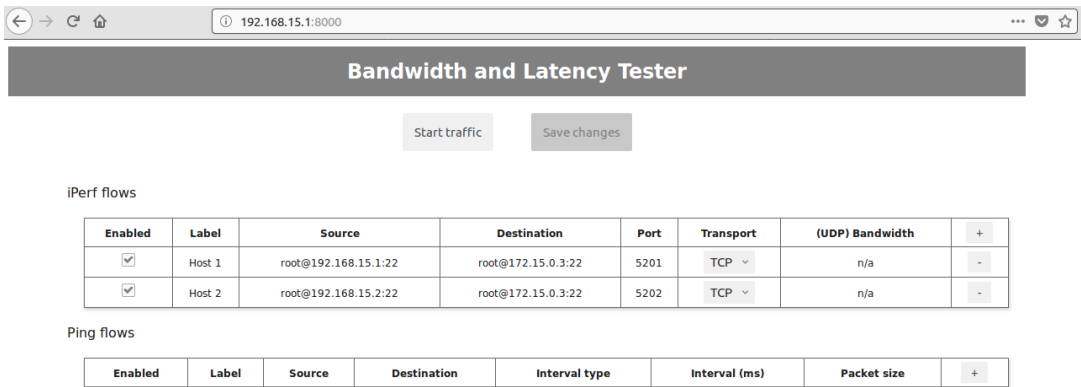 192.168.15.1:8000
Bandwidth and Latency Tester
Start traffic Save changes
iPerf flows
Enabled Label Source Destination Port Transport (UDP) Bandwidth +
Host 1 root@192.168.15.1:22 root@172.15.0.3:22 5201 TCP n/a -
Host 2 root@192.168.15.2:22 root@172.15.0.3:22 5202 TCP n/a -
Ping flows
Enabled Label Source Destination Interval type Interval (ms) Packet size +